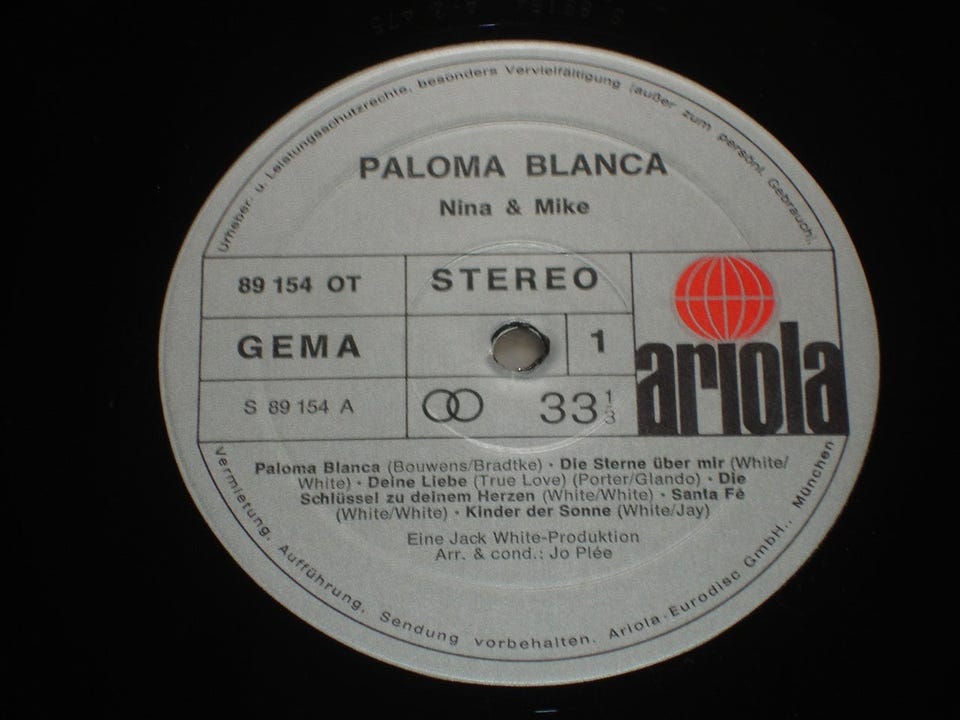 Urheber- u. Leistungsschutzrechte, besonders Vervielfältigung (außer zum persönl. Gebrauch),
PALOMA BLANCA
Nina & Mike
89 154 OT
STEREO
GEMA
1
S 89 154 A
33 1/3
ariola
Paloma Blanca (Bouwens/Bradtke) · Die Sterne über mir (White/
White) · Deine Liebe (True Love) (Porter/Glando) · Die
Schlüssel zu deinem Herzen (White/White) · Santa Fé
(White/White) · Kinder der Sonne (White/Jay)
Eine Jack White-Produktion
Arr. & cond.: Jo Plée
Vermietung, Aufführung, Sendung vorbehalten. Ariola-Eurodisc GmbH., München